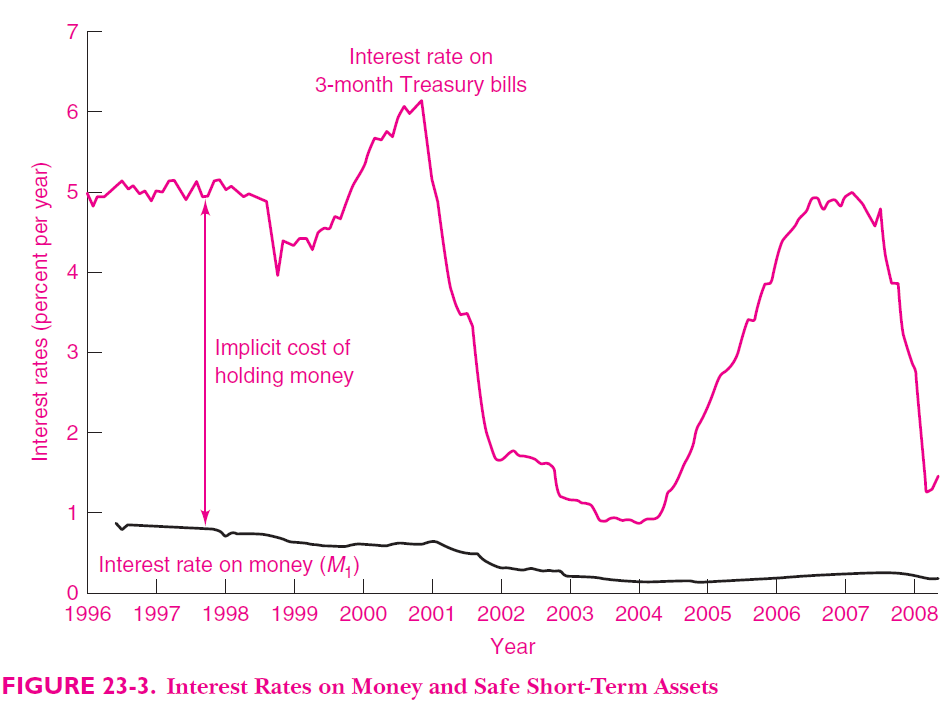 7
6
5
4
3
2
1
0
Interest rates (percent per year)
Interest rate on
3-month Treasury bills
Implicit cost of
holding money
Interest rate on money (M₁)
1996 1997 1998 1999 2000 2001 2002 2003 2004 2005 2006 2007 2008
Year
FIGURE 23-3. Interest Rates on Money and Safe Short-Term Assets